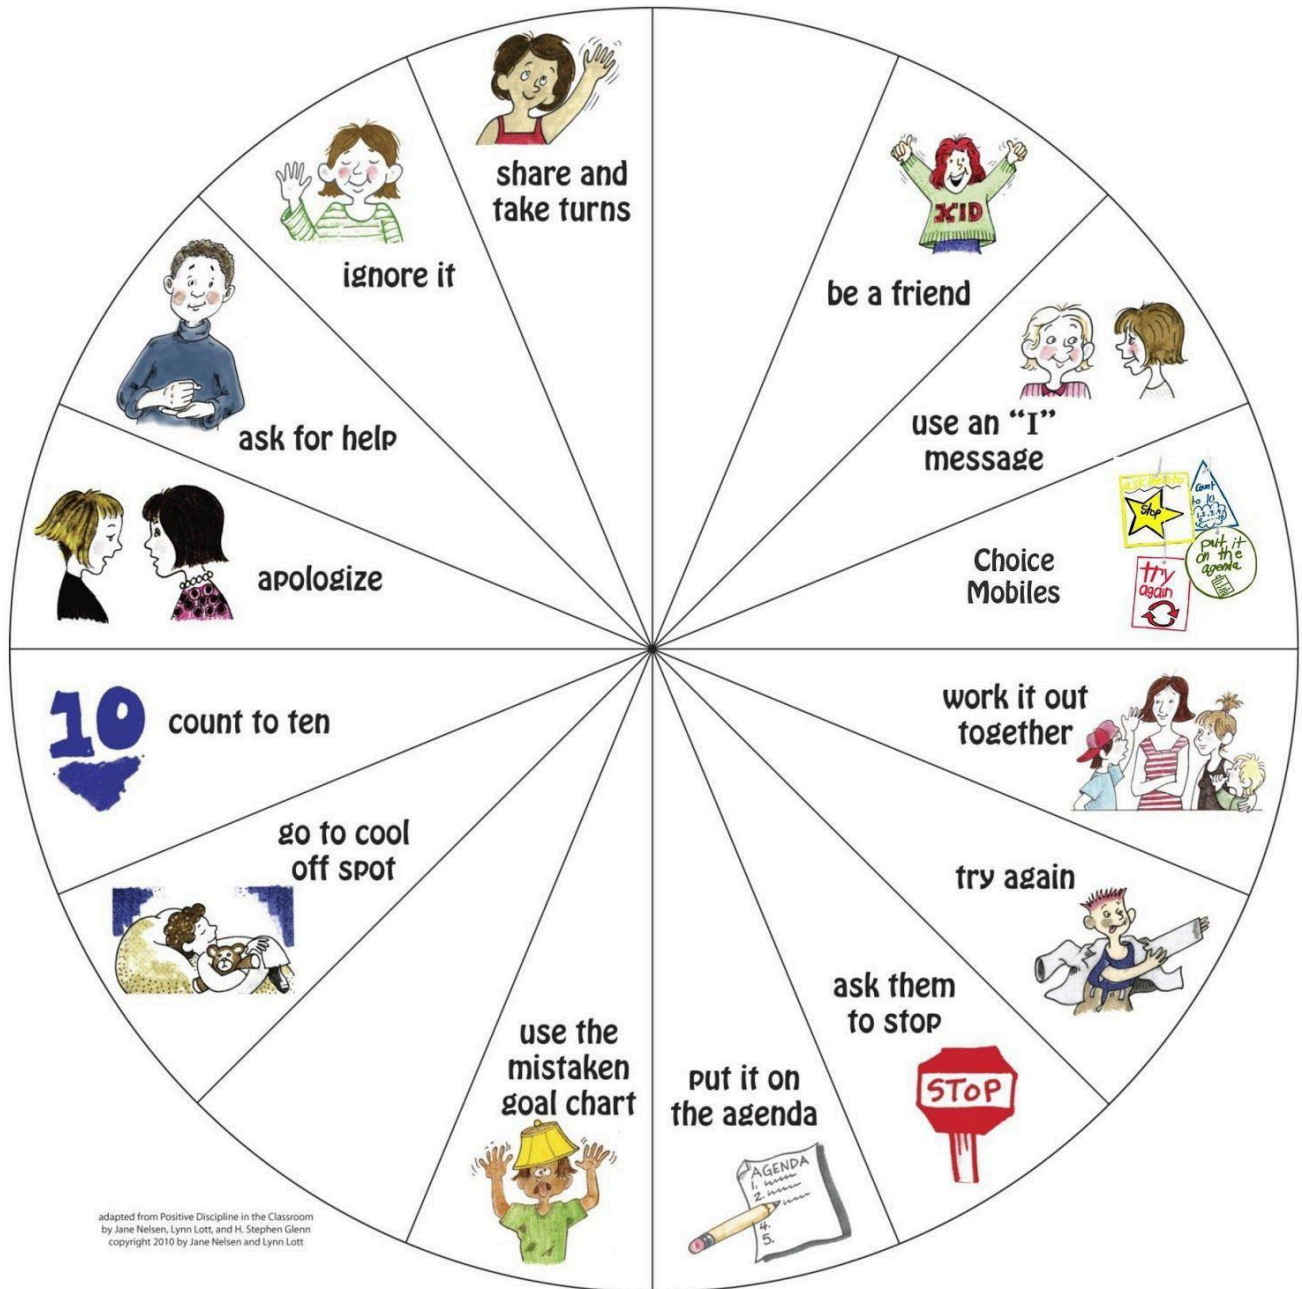 share and
take turns
be a friend
KID
use an “I”
message
Choice
Mobiles
Stop
Count
to 10
put it
on the
agenda
try
again
work it out
together
try again
ask them
to stop
STOP
put it on
the agenda
AGENDA
1.
2.
4.
5.
use the
mistaken
goal chart
go to cool
off spot
10
count to ten
apologize
ask for help
ignore it
adapted from Positive Discipline in the Classroom
by Jane Nelsen, Lynn Lott, and H. Stephen Glenn
copyright 2010 by Jane Nelsen and Lynn Lott